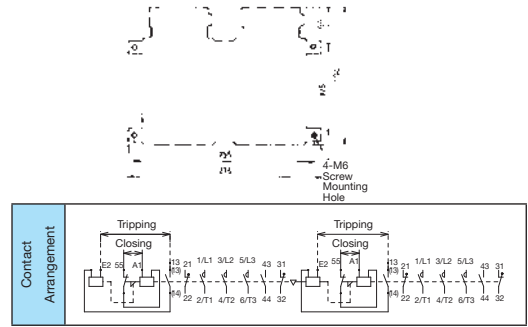 4-M6
Screw
Mounting
Hole
Contact
Arrangement
Tripping Tripping
Closing Closing
E2 55 A1 13 21 1/L1 3/L2 5/L3 43 31 E2 55 A1 13 21 1/L1 3/L2 5/L3 43 31
(13) (13)
(14) 22 2/T1 4/T2 6/T3 44 32 (14) 22 2/T1 4/T2 6/T3 44 32